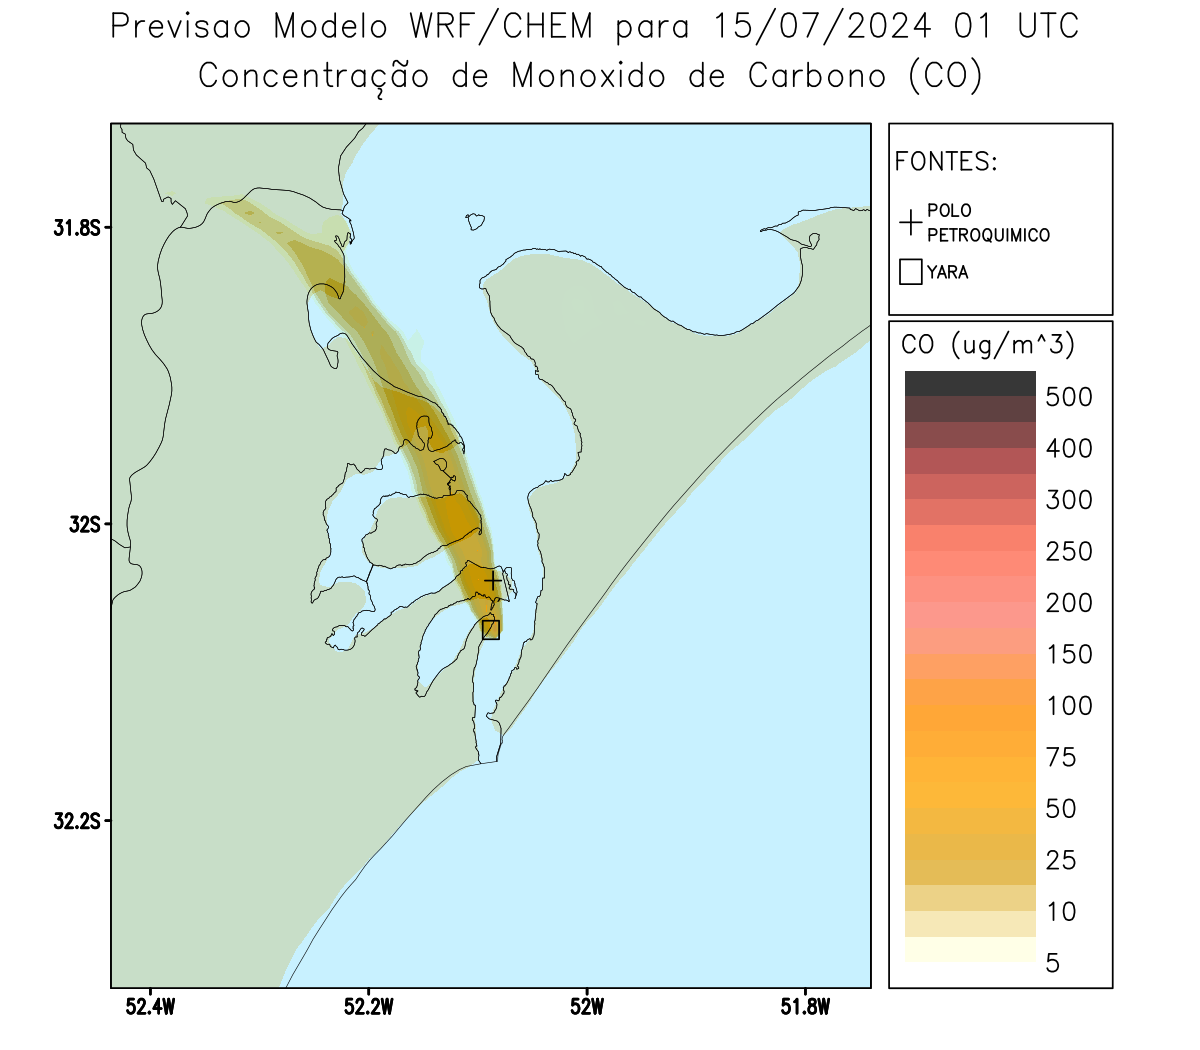 Previsao Modelo WRF/CHEM para 15/07/2024 01 UTC
Concentração de Monoxido de Carbono (CO)
FONTES:
POLO
PETROQUIMICO
YARA
CO (ug/m^3)
500
400
300
250
200
150
100
75
50
25
10
5
31.8S
32S
32.2S
52.4W
52.2W
52W
51.8W